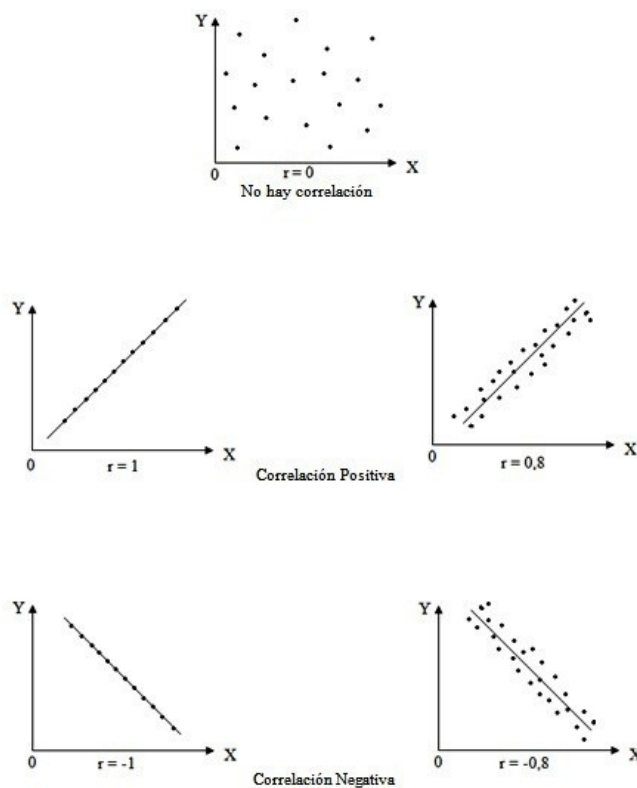 Y
0
r = 0
X
No hay correlación
Y
0
r = 1
X
Y
0
r = 0,8
X
Correlación Positiva
Y
0
r = -1
X
Y
0
r = -0,8
X
Correlación Negativa